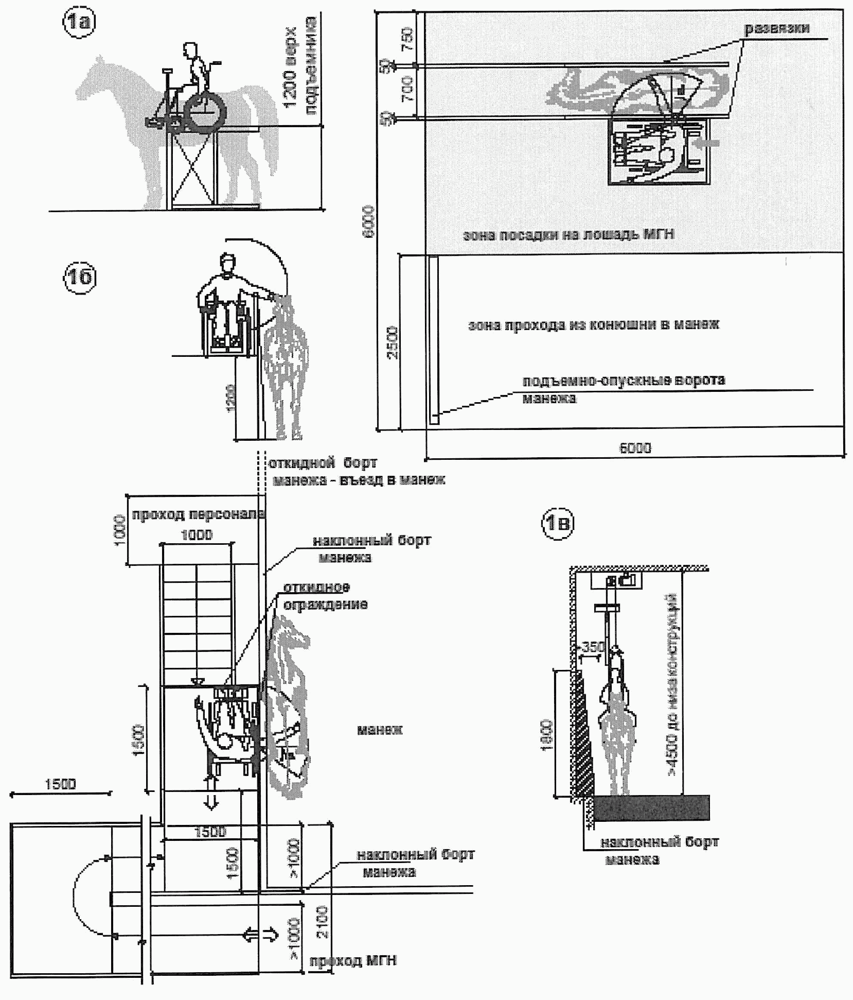 1а
1200 верх
подъемника
750
50
700
50
развязки
6000
зона посадки на лошадь МГН
2500
зона прохода из конюшни в манеж
подъемно-опускные ворота
манежа
6000
1б
1200
откидной борт
манежа - въезд в манеж
1000
проход персонала
1000
наклонный борт
манежа
откидное
ограждение
1500
манеж
1500
1500
1500
>1000
>1000
2100
наклонный борт
манежа
проход МГН
1в
350
1800
>4500 до низа конструкций
наклонный борт
манежа